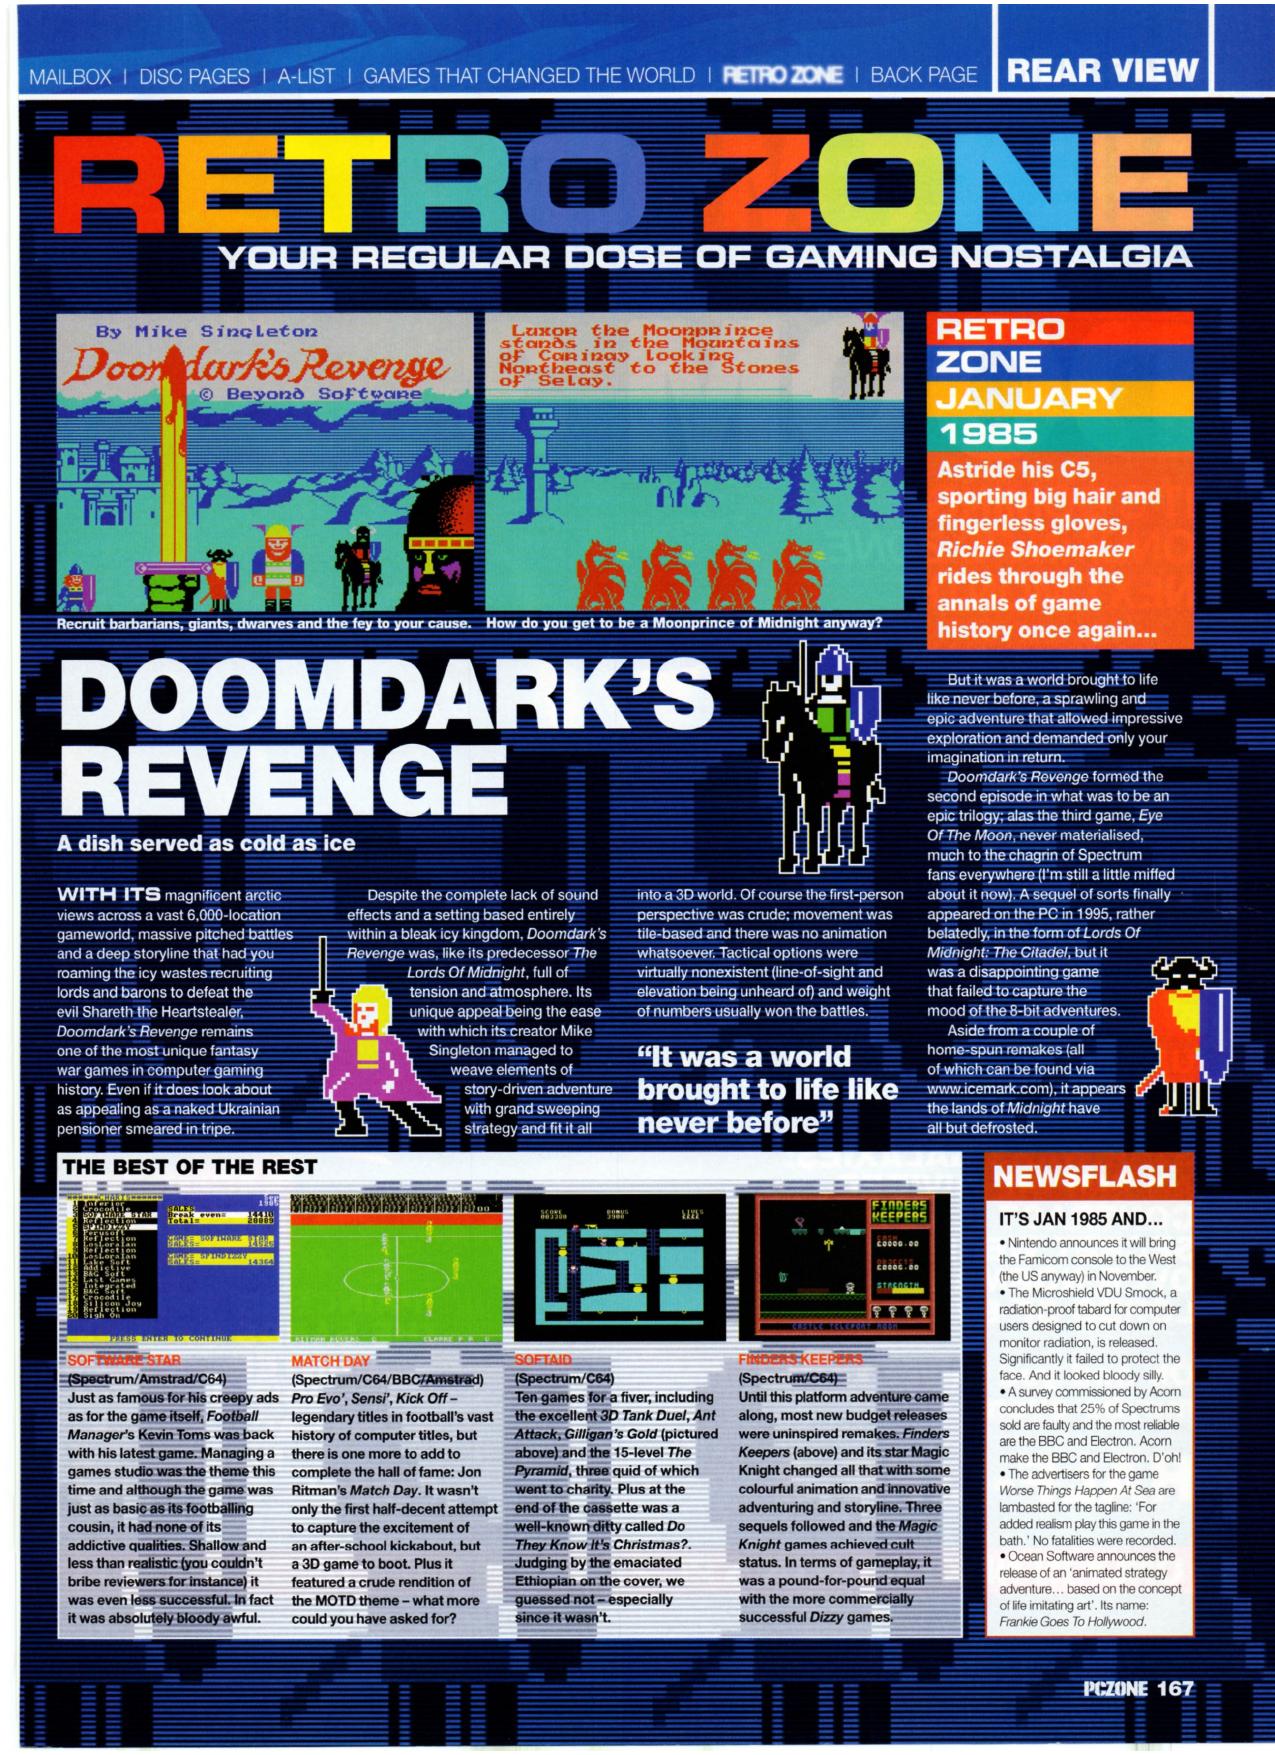 MAILBOX | DISC PAGES | A-LIST | GAMES THAT CHANGED THE WORLD | RETRO ZONE | BACK PAGE
REAR VIEW
RETRO ZONE
YOUR REGULAR DOSE OF GAMING NOSTALGIA
By Mike Singleton
Doomdark's Revenge
© Beyond Software
Luxor the Moonprince
stands in the Mountains
of Carinay looking
Northeast to the Stones
of Selay.
Recruit barbarians, giants, dwarves and the fey to your cause.
How do you get to be a Moonprince of Midnight anyway?
RETRO
ZONE
JANUARY
1985
Astride his C5,
sporting big hair and
fingerless gloves,
Richie Shoemaker
rides through the
annals of game
history once again...
DOOMDARK'S
REVENGE
A dish served as cold as ice
WITH ITS magnificent arctic
views across a vast 6,000-location
gameworld, massive pitched battles
and a deep storyline that had you
roaming the icy wastes recruiting
lords and barons to defeat the
evil Shareth the Heartstealer,
Doomdark's Revenge remains
one of the most unique fantasy
war games in computer gaming
history. Even if it does look about
as appealing as a naked Ukrainian
pensioner smeared in tripe.
Despite the complete lack of sound
effects and a setting based entirely
within a bleak icy kingdom, Doomdark's
Revenge was, like its predecessor The
Lords Of Midnight, full of
tension and atmosphere. Its
unique appeal being the ease
with which its creator Mike
Singleton managed to
weave elements of
story-driven adventure
with grand sweeping
strategy and fit it all
into a 3D world. Of course the first-person
perspective was crude; movement was
tile-based and there was no animation
whatsoever. Tactical options were
virtually nonexistent (line-of-sight and
elevation being unheard of) and weight
of numbers usually won the battles.
"It was a world
brought to life like
never before"
But it was a world brought to life
like never before, a sprawling and
epic adventure that allowed impressive
exploration and demanded only your
imagination in return.
Doomdark's Revenge formed the
second episode in what was to be an
epic trilogy; alas the third game, Eye
Of The Moon, never materialised,
much to the chagrin of Spectrum
fans everywhere (I'm still a little miffed
about it now). A sequel of sorts finally
appeared on the PC in 1995, rather
belatedly, in the form of Lords Of
Midnight: The Citadel, but it
was a disappointing game
that failed to capture the
mood of the 8-bit adventures.
Aside from a couple of
home-spun remakes (all
of which can be found via
www.icemark.com), it appears
the lands of Midnight have
all but defrosted.
THE BEST OF THE REST
SOFTWARE STAR
(Spectrum/Amstrad/C64)
Just as famous for his creepy ads
as for the game itself, Football
Manager's Kevin Toms was back
with his latest game. Managing a
games studio was the theme this
time and although the game was
just as basic as its footballing
cousin, it had none of its
addictive qualities. Shallow and
less than realistic (you couldn't
bribe reviewers for instance) it
was even less successful. In fact
it was absolutely bloody awful.
MATCH DAY
(Spectrum/C64/BBC/Amstrad)
Pro Evo', Sensi', Kick Off –
legendary titles in football's vast
history of computer titles, but
there is one more to add to
complete the hall of fame: Jon
Ritman's Match Day. It wasn't
only the first half-decent attempt
to capture the excitement of
an after-school kickabout, but
a 3D game to boot. Plus it
featured a crude rendition of
the MOTD theme – what more
could you have asked for?
SCORE
BONUS
LIVES
SOFTAID
(Spectrum/C64)
Ten games for a fiver, including
the excellent 3D Tank Duel, Ant
Attack, Gilligan's Gold (pictured
above) and the 15-level The
Pyramid, three quid of which
went to charity. Plus at the
end of the cassette was a
well-known ditty called Do
They Know It's Christmas?.
Judging by the emaciated
Ethiopian on the cover, we
guessed not – especially
since it wasn't.
FINDERS
KEEPERS
STRENGTH
CASTLE TELEPORT ROOM
FINDERS KEEPERS
(Spectrum/C64)
Until this platform adventure came
along, most new budget releases
were uninspired remakes. Finders
Keepers (above) and its star Magic
Knight changed all that with some
colourful animation and innovative
adventuring and storyline. Three
sequels followed and the Magic
Knight games achieved cult
status. In terms of gameplay, it
was a pound-for-pound equal
with the more commercially
successful Dizzy games.
NEWSFLASH
IT'S JAN 1985 AND...
• Nintendo announces it will bring
the Famicom console to the West
(the US anyway) in November.
• The Microshield VDU Smock, a
radiation-proof tabard for computer
users designed to cut down on
monitor radiation, is released.
Significantly it failed to protect the
face. And it looked bloody silly.
• A survey commissioned by Acorn
concludes that 25% of Spectrums
sold are faulty and the most reliable
are the BBC and Electron. Acorn
make the BBC and Electron. D'oh!
• The advertisers for the game
Worse Things Happen At Sea are
lambasted for the tagline: 'For
added realism play this game in the
bath.' No fatalities were recorded.
• Ocean Software announces the
release of an 'animated strategy
adventure... based on the concept
of life imitating art'. Its name:
Frankie Goes To Hollywood.
PCZONE 167